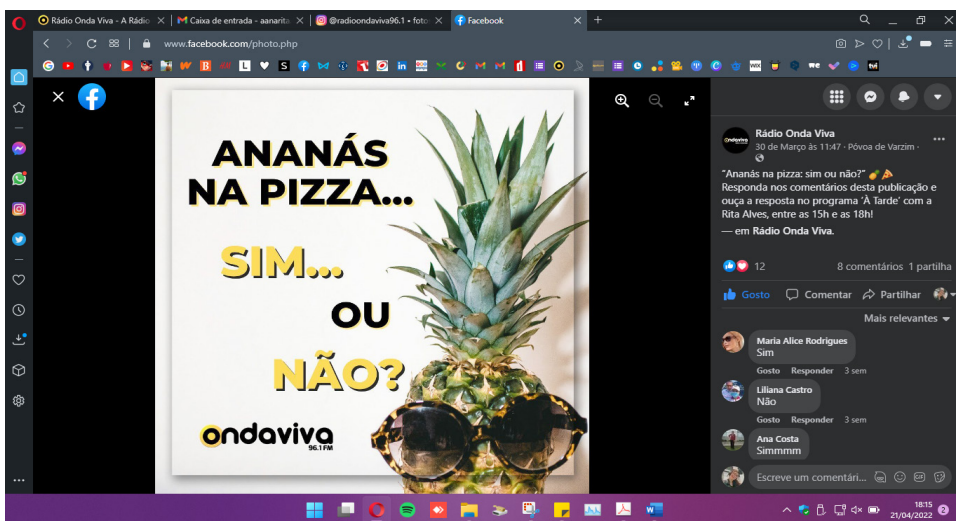 Rádio Onda Viva - A Rádio
Caixa de entrada - aanarita
@radioondaviva96.1 • foto
Facebook
www.facebook.com/photo.php
ANANÁS
NA PIZZA...
SIM...
OU
NÃO?
ondaviva
96.1 FM
Rádio Onda Viva
30 de Março às 11:47 · Póvoa de Varzim ·
“Ananás na pizza: sim ou não?” 🍍🍕
Responda nos comentários desta publicação e
ouça a resposta no programa ‘À Tarde’ com a
Rita Alves, entre as 15h e as 18h!
— em Rádio Onda Viva.
12
8 comentários 1 partilha
Gosto Comentar Partilhar
Mais relevantes
Maria Alice Rodrigues
Sim
Gosto Responder 3 sem
Liliana Castro
Não
Gosto Responder 3 sem
Ana Costa
Simmmm
Escreve um comentári...
GIF
18:15
21/04/2022
2